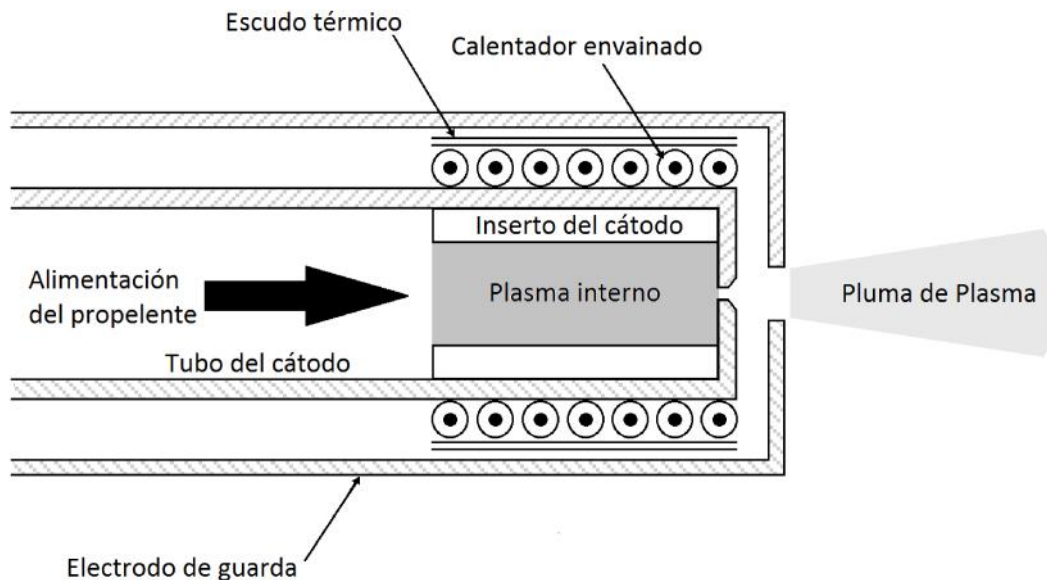 Escudo térmico
Calentador envainado
Inserto del cátodo
Alimentación
del propelente
Plasma interno
Pluma de Plasma
Tubo del cátodo
Electrodo de guarda